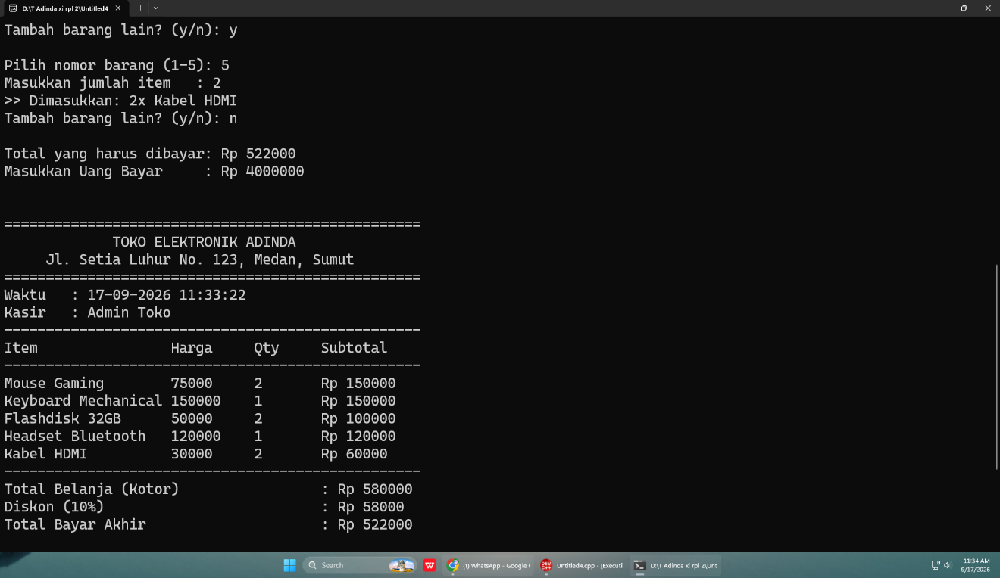 D:\T Adinda xi rpl 2\Untitled4
Tambah barang lain? (y/n): y
Pilih nomor barang (1-5): 5
Masukkan jumlah item   : 2
>> Dimasukkan: 2x Kabel HDMI
Tambah barang lain? (y/n): n
Total yang harus dibayar: Rp 522000
Masukkan Uang Bayar     : Rp 4000000
==================================================
TOKO ELEKTRONIK ADINDA
Jl. Setia Luhur No. 123, Medan, Sumut
==================================================
Waktu   : 17-09-2026 11:33:22
Kasir   : Admin Toko
--------------------------------------------------
Item                Harga     Qty     Subtotal
--------------------------------------------------
Mouse Gaming        75000     2       Rp 150000
Keyboard Mechanical 150000    1       Rp 150000
Flashdisk 32GB      50000     2       Rp 100000
Headset Bluetooth   120000    1       Rp 120000
Kabel HDMI          30000     2       Rp 60000
--------------------------------------------------
Total Belanja (Kotor)                 : Rp 580000
Diskon (10%)                          : Rp 58000
Total Bayar Akhir                     : Rp 522000
Search
(1) WhatsApp - Google
DEV C++
Untitled4.cpp - [Executi
D:\T Adinda xi rpl 2\Unt
11:34 AM
9/17/2026